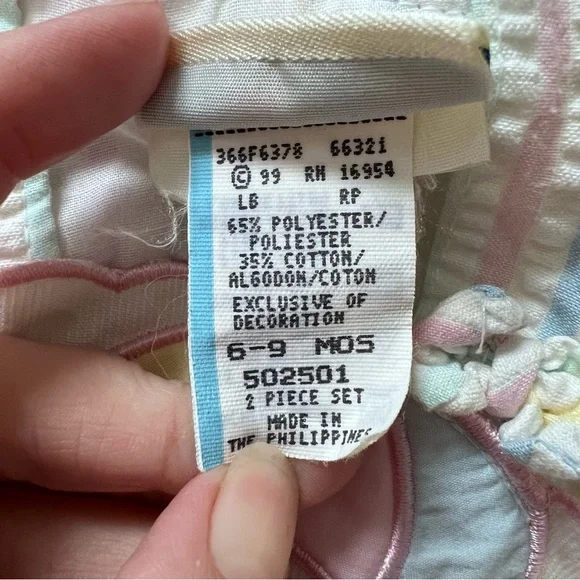 366F6378 6632i
© 99 RH 16954
LB RP
65% POLYESTER/
POLIESTER
35% COTTON/
ALGODON/COTON
EXCLUSIVE OF
DECORATION
6-9 MOS
502501
2 PIECE SET
MADE IN
THE PHILIPPINES